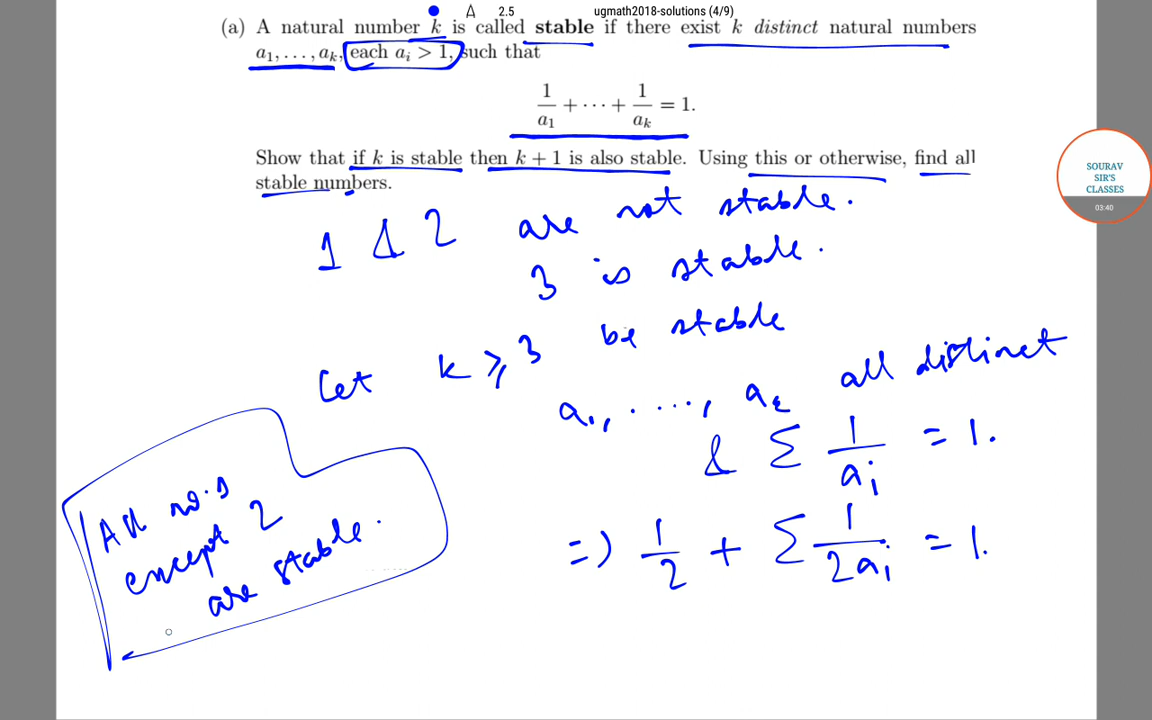 Δ 2.5 ugmath2018-solutions (4/9)
(a) A natural number k is called stable if there exist k distinct natural numbers
a₁, . . . , aₖ, each aᵢ > 1, such that
1/a₁ + · · · + 1/aₖ = 1.
Show that if k is stable then k + 1 is also stable. Using this or otherwise, find all
stable numbers.
SOURAV
SIR'S
CLASSES
03:40
1 & 2 are not stable.
3 is stable.
Let k ⩾ 3 be stable
a₁, . . . . , aₖ all distinct
& Σ 1/aᵢ = 1.
=> 1/2 + Σ 1/2aᵢ = 1.
All no.s
except 2
are stable.